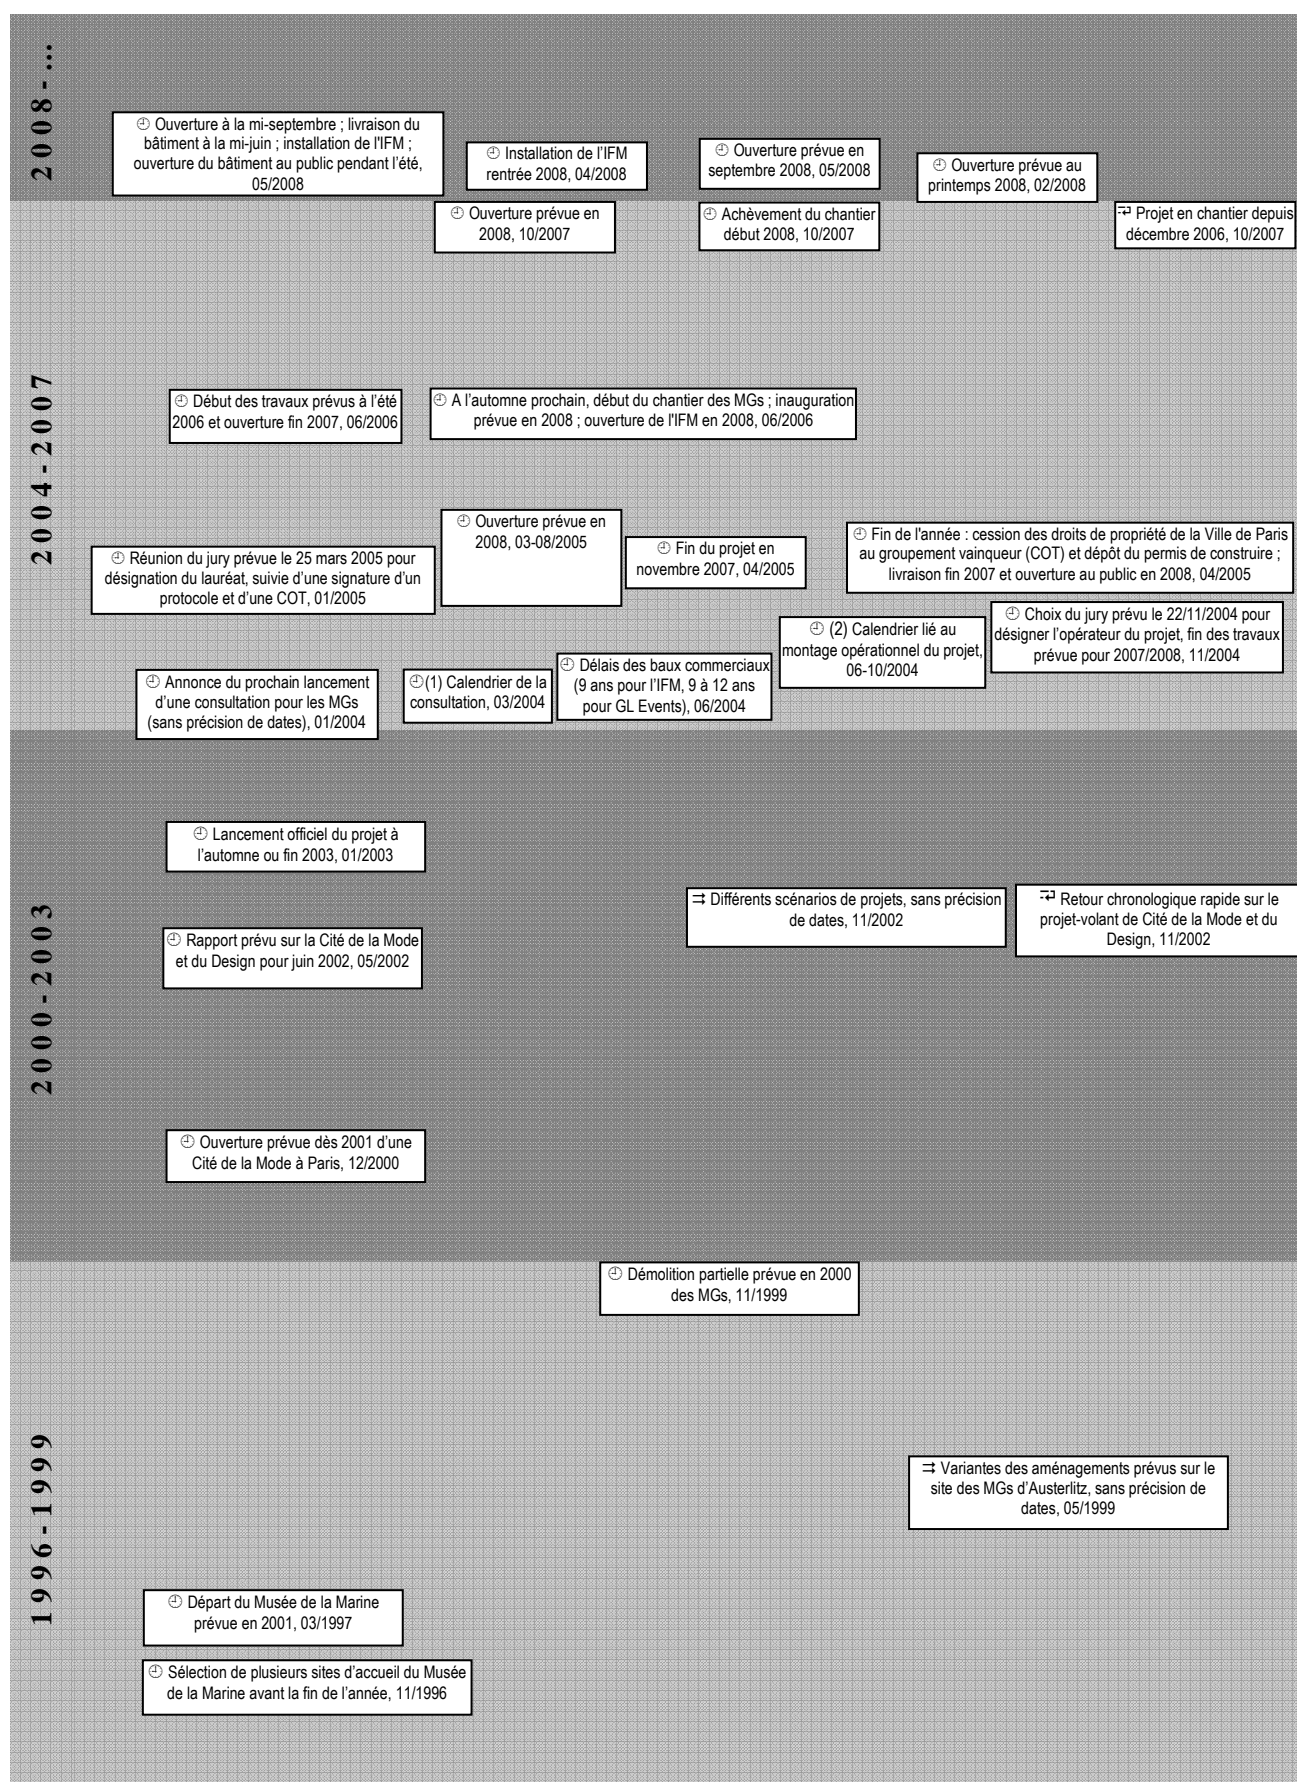 2008-...
🕘 Ouverture à la mi-septembre ; livraison du
bâtiment à la mi-juin ; installation de l'IFM ;
ouverture du bâtiment au public pendant l'été,
05/2008
🕘 Installation de l'IFM
rentrée 2008, 04/2008
🕘 Ouverture prévue en
septembre 2008, 05/2008
🕘 Ouverture prévue au
printemps 2008, 02/2008
2004-2007
🕘 Ouverture prévue en
2008, 10/2007
🕘 Achèvement du chantier
début 2008, 10/2007
Projet en chantier depuis
décembre 2006, 10/2007
🕘 Début des travaux prévus à l'été
2006 et ouverture fin 2007, 06/2006
🕘 A l'automne prochain, début du chantier des MGs ; inauguration
prévue en 2008 ; ouverture de l'IFM en 2008, 06/2006
🕘 Réunion du jury prévue le 25 mars 2005 pour
désignation du lauréat, suivie d'une signature d'un
protocole et d'une COT, 01/2005
🕘 Ouverture prévue en
2008, 03-08/2005
🕘 Fin du projet en
novembre 2007, 04/2005
🕘 Fin de l'année : cession des droits de propriété de la Ville de Paris
au groupement vainqueur (COT) et dépôt du permis de construire ;
livraison fin 2007 et ouverture au public en 2008, 04/2005
🕘 Annonce du prochain lancement
d'une consultation pour les MGs
(sans précision de dates), 01/2004
🕘(1) Calendrier de la
consultation, 03/2004
🕘 Délais des baux commerciaux
(9 ans pour l'IFM, 9 à 12 ans
pour GL Events), 06/2004
🕘 (2) Calendrier lié au
montage opérationnel du projet,
06-10/2004
🕘 Choix du jury prévu le 22/11/2004 pour
désigner l'opérateur du projet, fin des travaux
prévue pour 2007/2008, 11/2004
2000-2003
🕘 Lancement officiel du projet à
l'automne ou fin 2003, 01/2003
⇉ Différents scénarios de projets, sans précision
de dates, 11/2002
Retour chronologique rapide sur le
projet-volant de Cité de la Mode et du
Design, 11/2002
🕘 Rapport prévu sur la Cité de la Mode
et du Design pour juin 2002, 05/2002
🕘 Ouverture prévue dès 2001 d'une
Cité de la Mode à Paris, 12/2000
1996-1999
🕘 Démolition partielle prévue en 2000
des MGs, 11/1999
⇉ Variantes des aménagements prévus sur le
site des MGs d'Austerlitz, sans précision de
dates, 05/1999
🕘 Départ du Musée de la Marine
prévue en 2001, 03/1997
🕘 Sélection de plusieurs sites d'accueil du Musée
de la Marine avant la fin de l'année, 11/1996